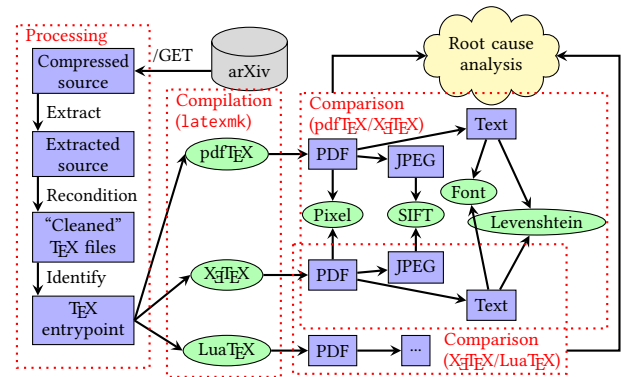 Processing
Compressed
source
/GET
arXiv
Root cause
analysis
Extract
Extracted
source
Recondition
“Cleaned”
TEX files
Identify
TEX
entrypoint
Compilation
(latexmk)
pdfTEX
XƎTEX
LuaTEX
Comparison
(pdfTEX/XƎTEX)
PDF
JPEG
Text
Pixel
SIFT
Font
Levenshtein
PDF
JPEG
Text
PDF
...
Comparison
(XƎTEX/LuaTEX)